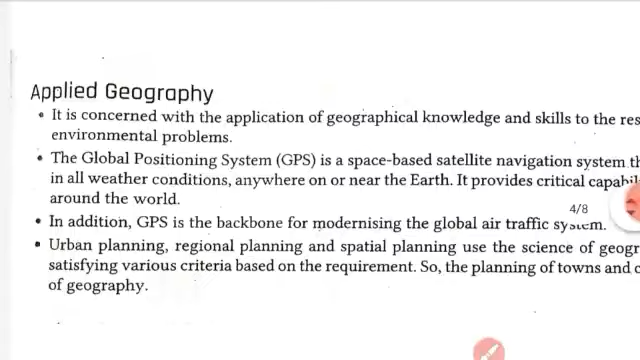 Applied Geography
• It is concerned with the application of geographical knowledge and skills to the res
environmental problems.
• The Global Positioning System (GPS) is a space-based satellite navigation system th
in all weather conditions, anywhere on or near the Earth. It provides critical capabil
around the world.
4/8
• In addition, GPS is the backbone for modernising the global air traffic system.
• Urban planning, regional planning and spatial planning use the science of geogr
satisfying various criteria based on the requirement. So, the planning of towns and c
of geography.